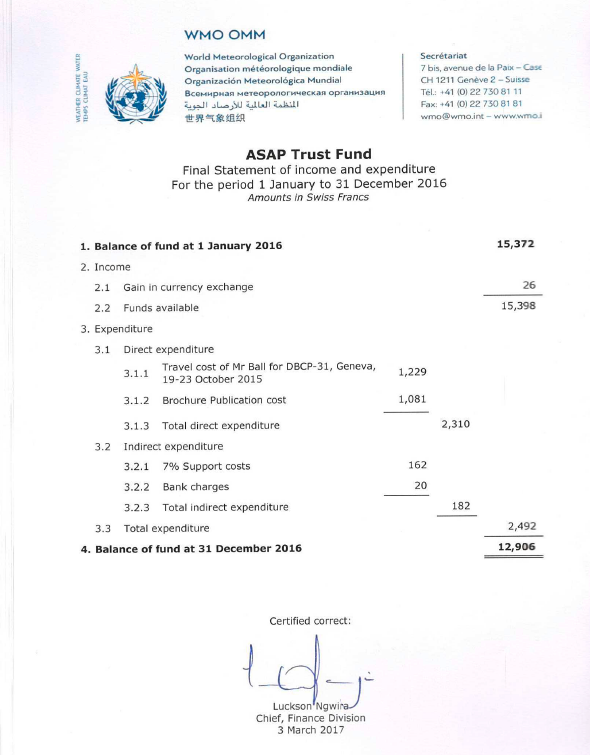 WMO OMM
WEATHER CLIMATE WATER
TEMPS CLIMAT EAU
World Meteorological Organization
Organisation météorologique mondiale
Organización Meteorológica Mundial
Всемирная метеорологическая организация
المنظمة العالمية للأرصاد الجوية
世界气象组织
Secrétariat
7 bis, avenue de la Paix – Case
CH 1211 Genève 2 – Suisse
Tél.: +41 (0) 22 730 81 11
Fax: +41 (0) 22 730 81 81
wmo@wmo.int – www.wmo.i
ASAP Trust Fund
Final Statement of income and expenditure
For the period 1 January to 31 December 2016
Amounts in Swiss Francs
1. Balance of fund at 1 January 2016 15,372
2. Income
2.1 Gain in currency exchange 26
2.2 Funds available 15,398
3. Expenditure
3.1 Direct expenditure
3.1.1 Travel cost of Mr Ball for DBCP-31, Geneva, 1,229
19-23 October 2015
3.1.2 Brochure Publication cost 1,081
3.1.3 Total direct expenditure 2,310
3.2 Indirect expenditure
3.2.1 7% Support costs 162
3.2.2 Bank charges 20
3.2.3 Total indirect expenditure 182
3.3 Total expenditure 2,492
4. Balance of fund at 31 December 2016 12,906
Certified correct:
Luckson Ngwira
Chief, Finance Division
3 March 2017